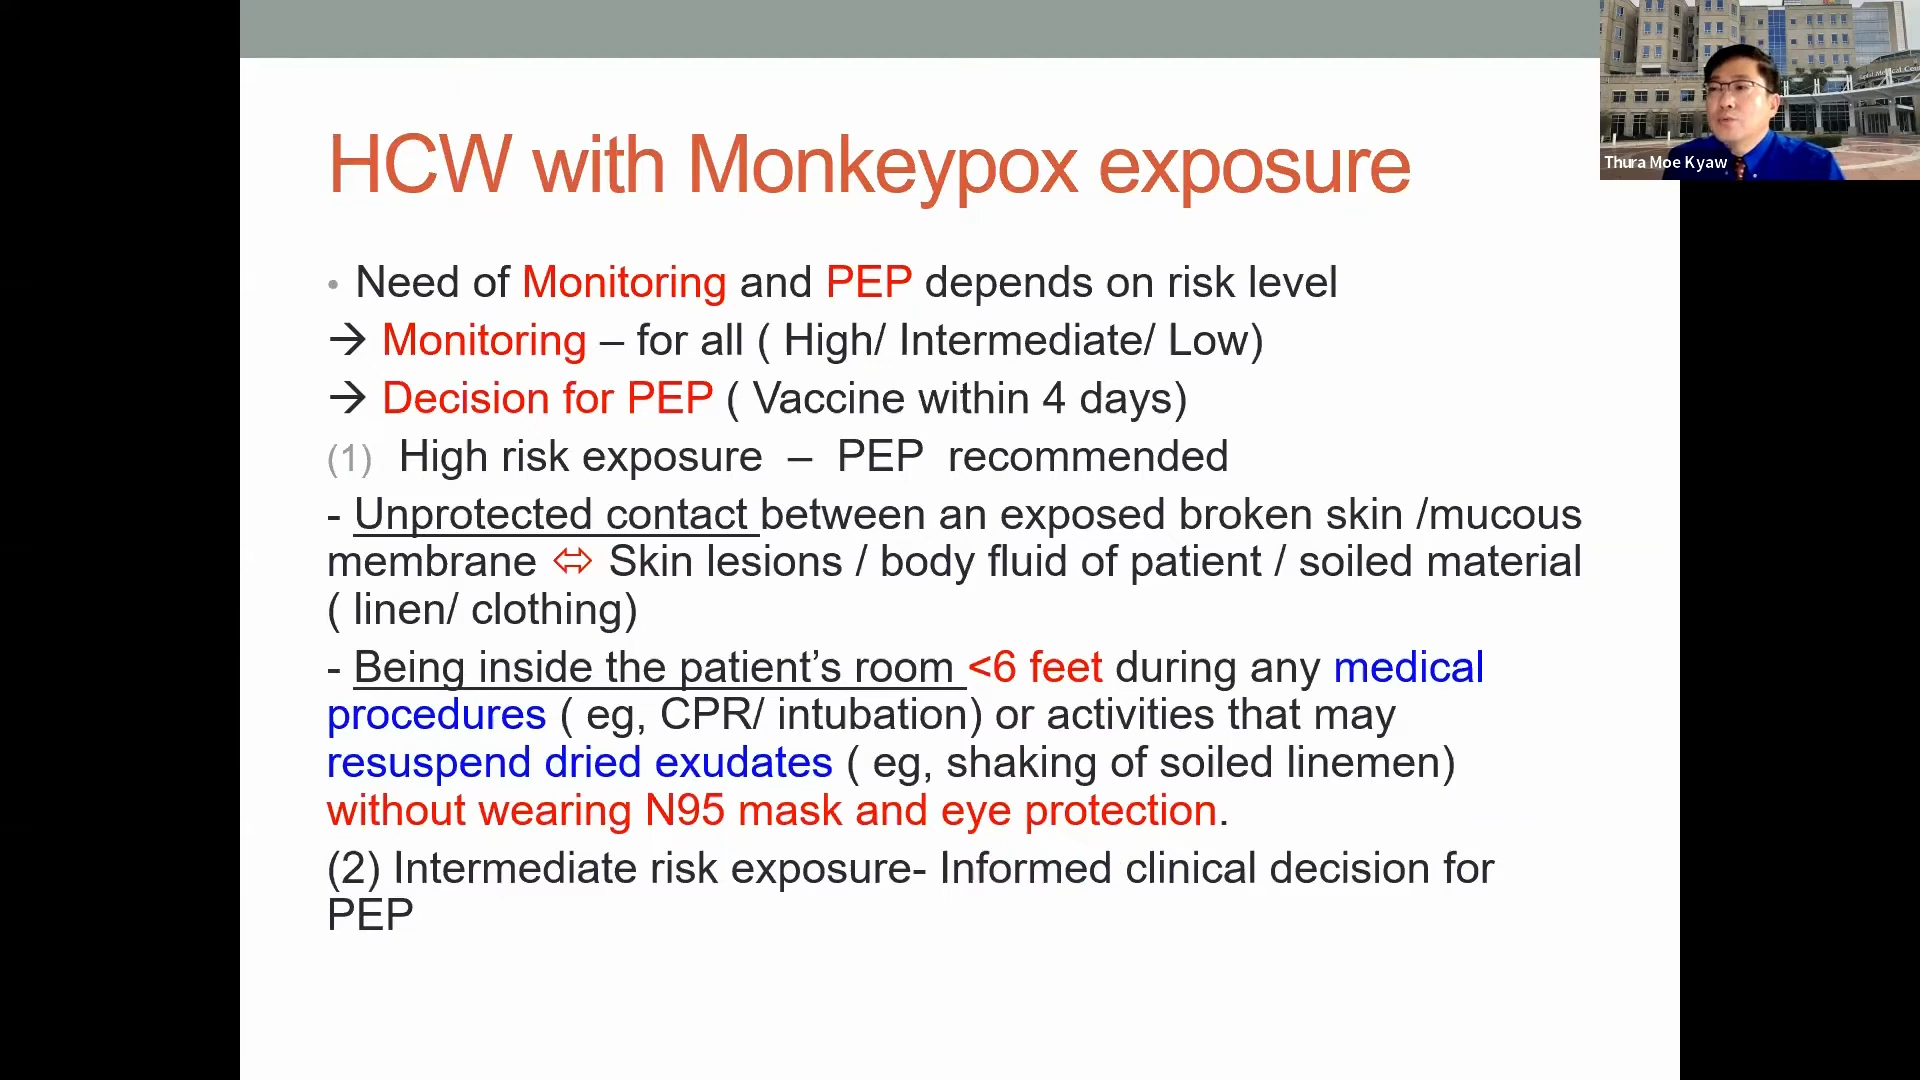 HCW with Monkeypox exposure
• Need of Monitoring and PEP depends on risk level
→ Monitoring – for all ( High/ Intermediate/ Low)
→ Decision for PEP ( Vaccine within 4 days)
(1) High risk exposure – PEP recommended
- Unprotected contact between an exposed broken skin /mucous
membrane ⇔ Skin lesions / body fluid of patient / soiled material
( linen/ clothing)
- Being inside the patient’s room <6 feet during any medical
procedures ( eg, CPR/ intubation) or activities that may
resuspend dried exudates ( eg, shaking of soiled linemen)
without wearing N95 mask and eye protection.
(2) Intermediate risk exposure- Informed clinical decision for
PEP
Thura Moe Kyaw